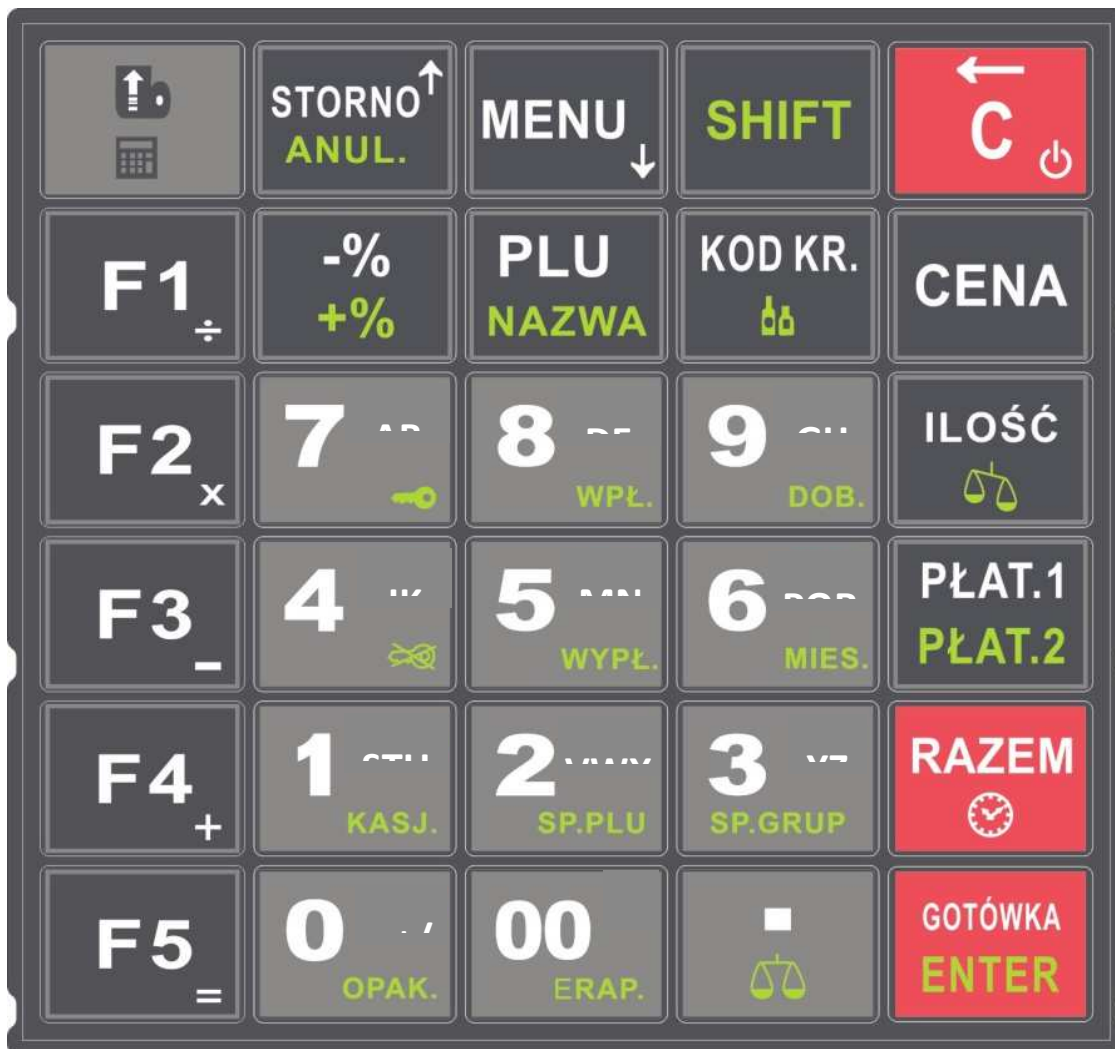 STORNO↑
ANUL.
MENU↓
SHIFT
←
C
F1
÷
-%
+%
PLU
NAZWA
KOD KR.
CENA
F2
x
7
8
WPŁ.
9
DOB.
ILOŚĆ
F3
-
4
5
WYPŁ.
6
MIES.
PŁAT.1
PŁAT.2
F4
+
1
KASJ.
2
SP.PLU
3
SP.GRUP
RAZEM
F5
=
0
OPAK.
00
ERAP.
.
GOTÓWKA
ENTER